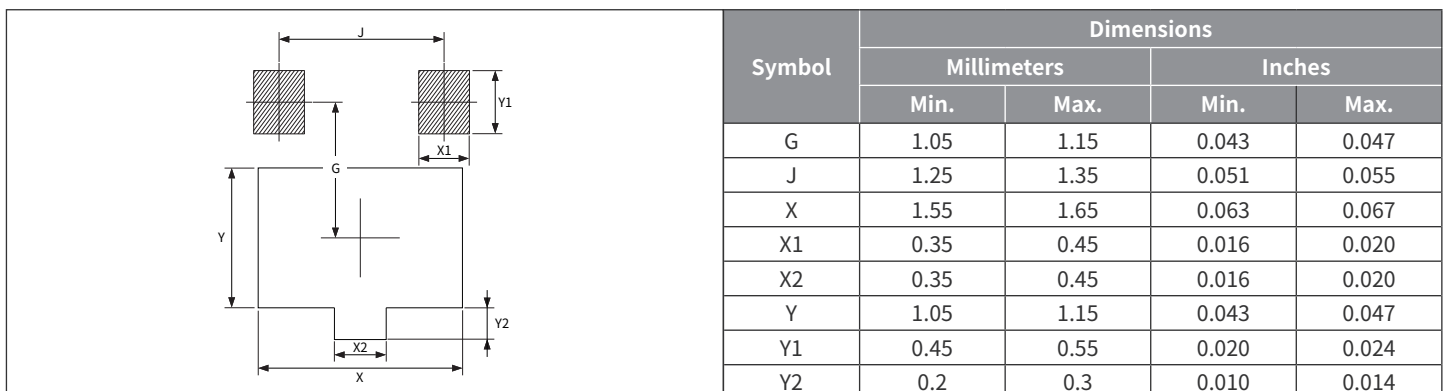 J
Y1
X1
G
Y
Y2
X2
X
Dimensions
Symbol Millimeters Inches
Min. Max. Min. Max.
G 1.05 1.15 0.043 0.047
J 1.25 1.35 0.051 0.055
X 1.55 1.65 0.063 0.067
X1 0.35 0.45 0.016 0.020
X2 0.35 0.45 0.016 0.020
Y 1.05 1.15 0.043 0.047
Y1 0.45 0.55 0.020 0.024
Y2 0.2 0.3 0.010 0.014